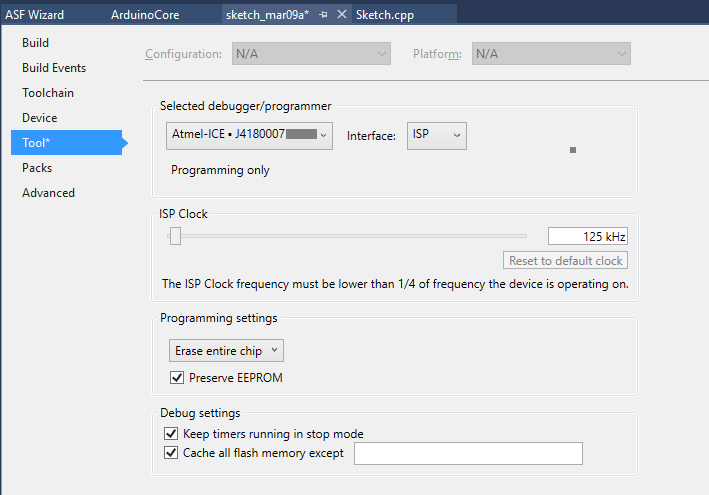 ASF Wizard ArduinoCore sketch_mar09a* Sketch.cpp
Build
Build Events
Toolchain
Device
Tool*
Packs
Advanced
Configuration: N/A Platform: N/A
Selected debugger/programmer
Atmel-ICE ▪ J4180007 Interface: ISP
Programming only
ISP Clock
125 kHz
Reset to default clock
The ISP Clock frequency must be lower than 1/4 of frequency the device is operating on.
Programming settings
Erase entire chip
Preserve EEPROM
Debug settings
Keep timers running in stop mode
Cache all flash memory except